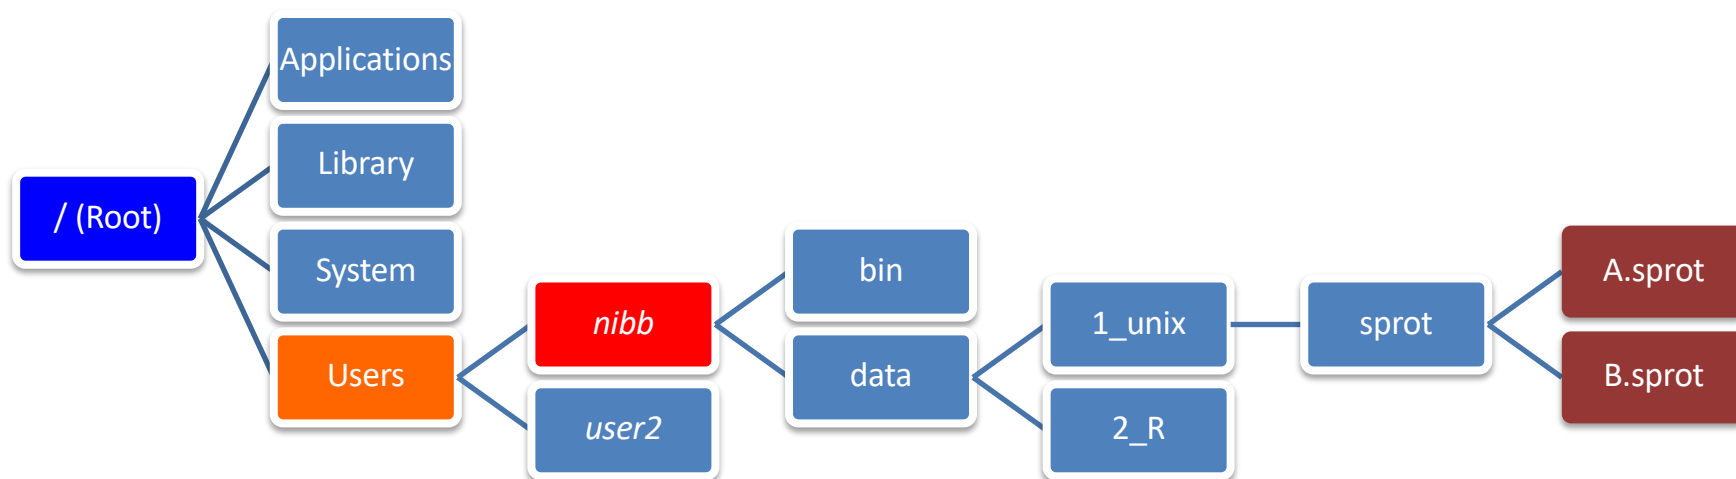 Applications
Library
/ (Root)
System
Users
nibb
user2
bin
data
1_unix
2_R
sprot
A.sprot
B.sprot